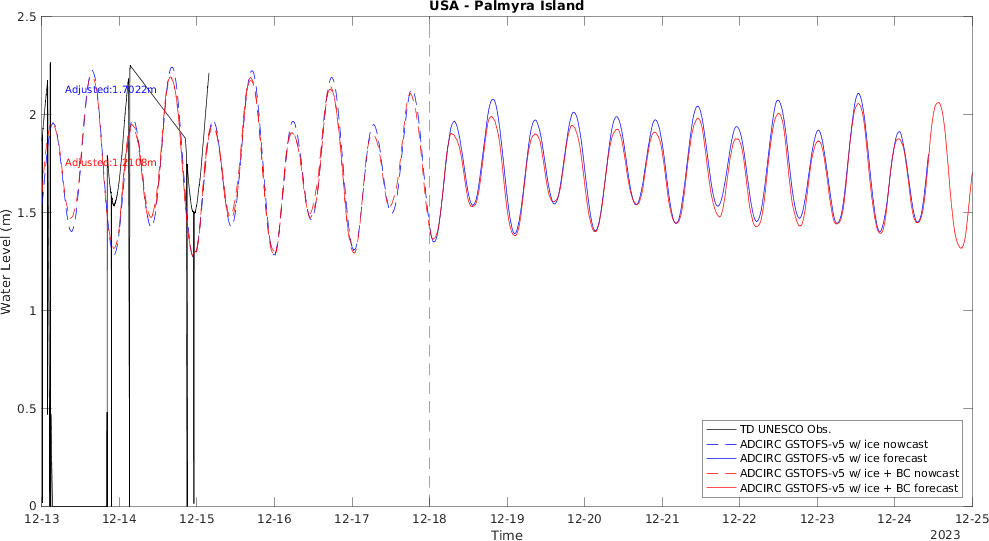 USA - Palmyra Island
2.5
2
1.5
1
0.5
0
Water Level (m)
Adjusted:1.7022m
Adjusted:1.2108m
TD UNESCO Obs.
ADCIRC GSTOFS-v5 w/ ice nowcast
ADCIRC GSTOFS-v5 w/ ice forecast
ADCIRC GSTOFS-v5 w/ ice + BC nowcast
ADCIRC GSTOFS-v5 w/ ice + BC forecast
12-13 12-14 12-15 12-16 12-17 12-18 12-19 12-20 12-21 12-22 12-23 12-24 12-25
Time
2023